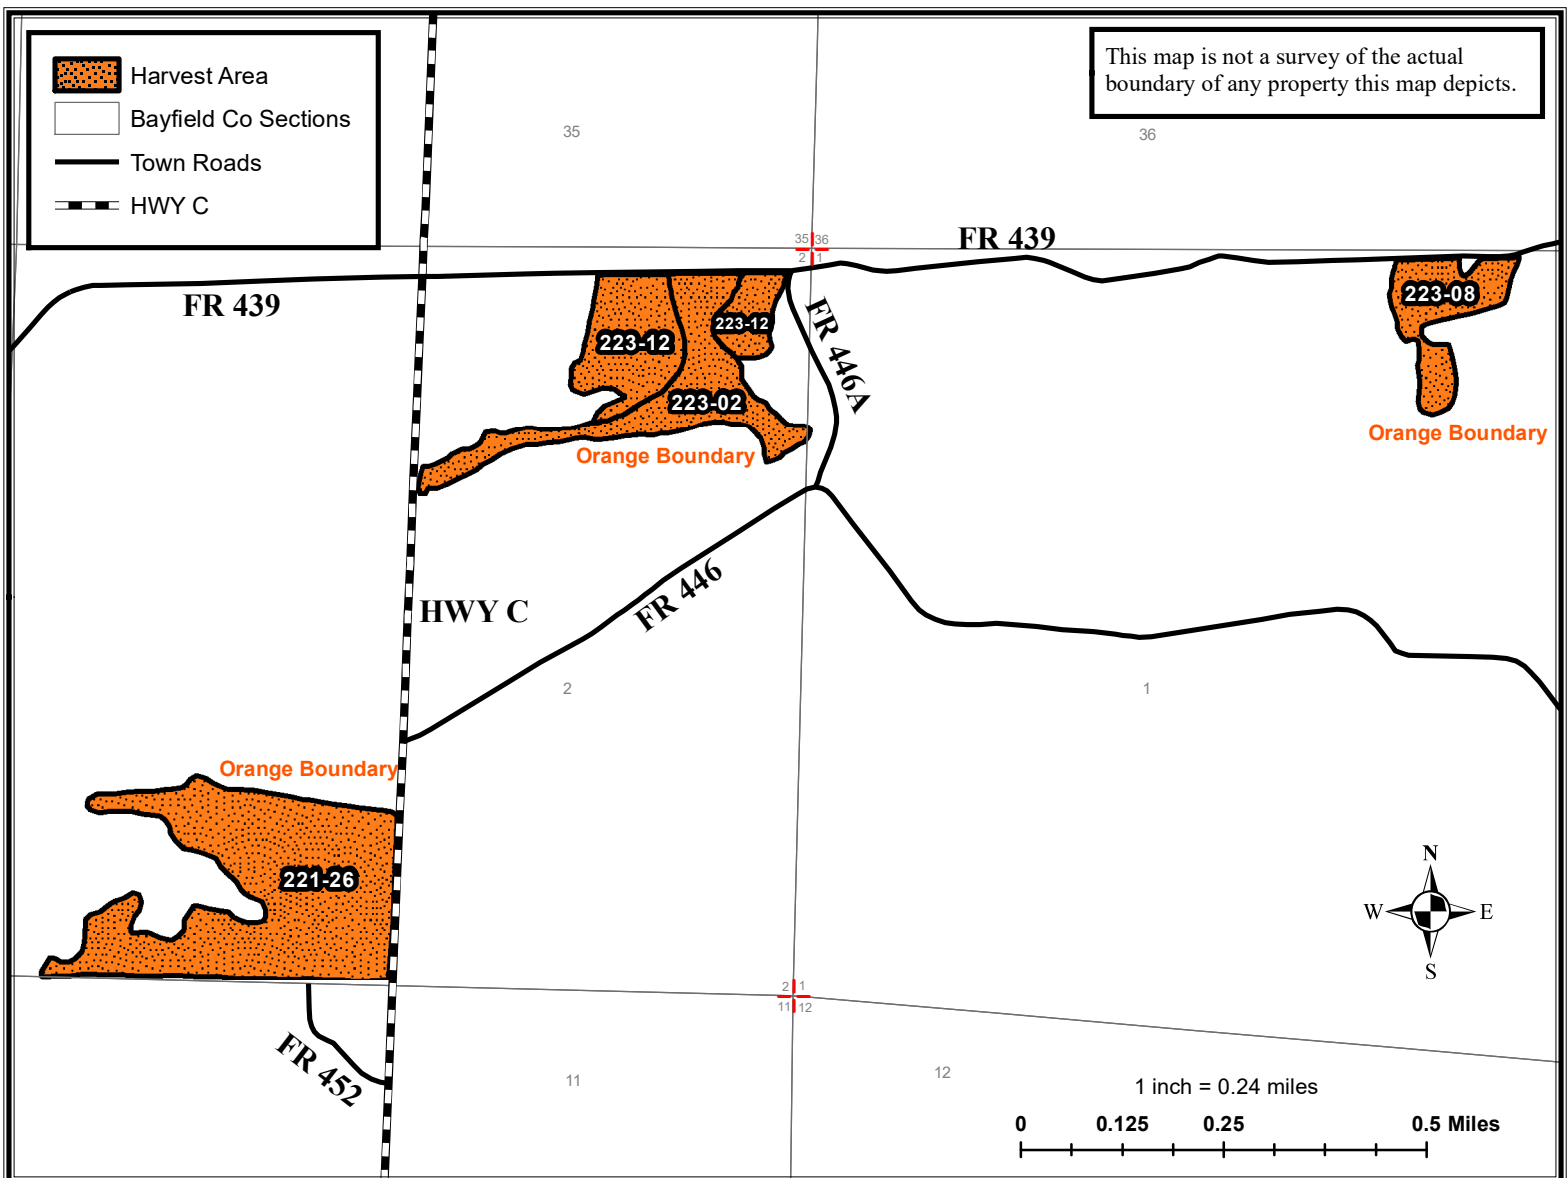 Harvest Area
Bayfield Co Sections
Town Roads
HWY C
This map is not a survey of the actual
boundary of any property this map depicts.
35
36
35 36
2 1
FR 439
FR 439
223-12
223-12
223-02
FR 446A
223-08
Orange Boundary
Orange Boundary
FR 446
HWY C
2
1
Orange Boundary
221-26
N
W E
S
2 1
11 12
FR 452
11
12
1 inch = 0.24 miles
0 0.125 0.25 0.5 Miles